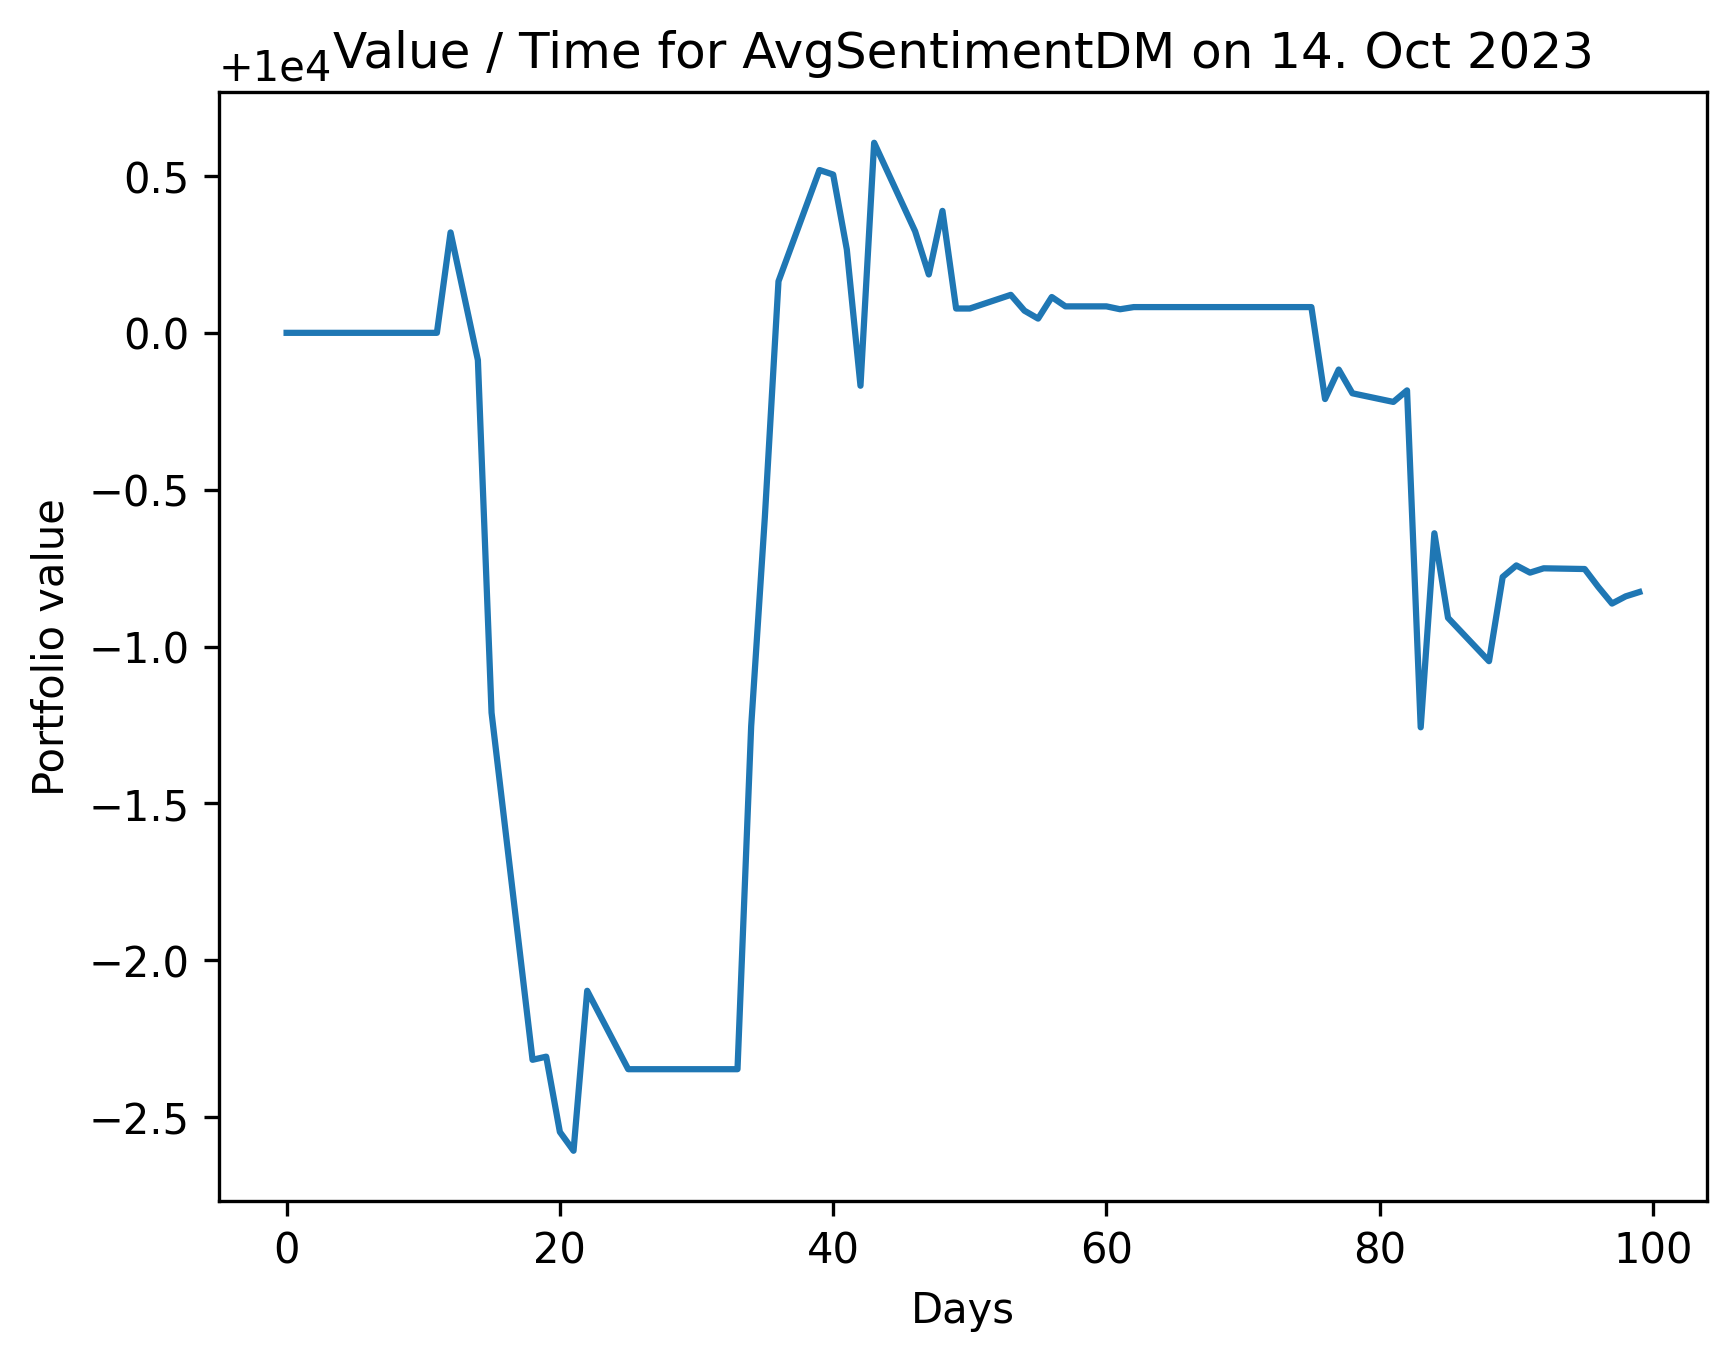 Value / Time for AvgSentimentDM on 14. Oct 2023
+1e4
0.5
0.0
−0.5
−1.0
−1.5
−2.0
−2.5
Portfolio value
0 20 40 60 80 100
Days